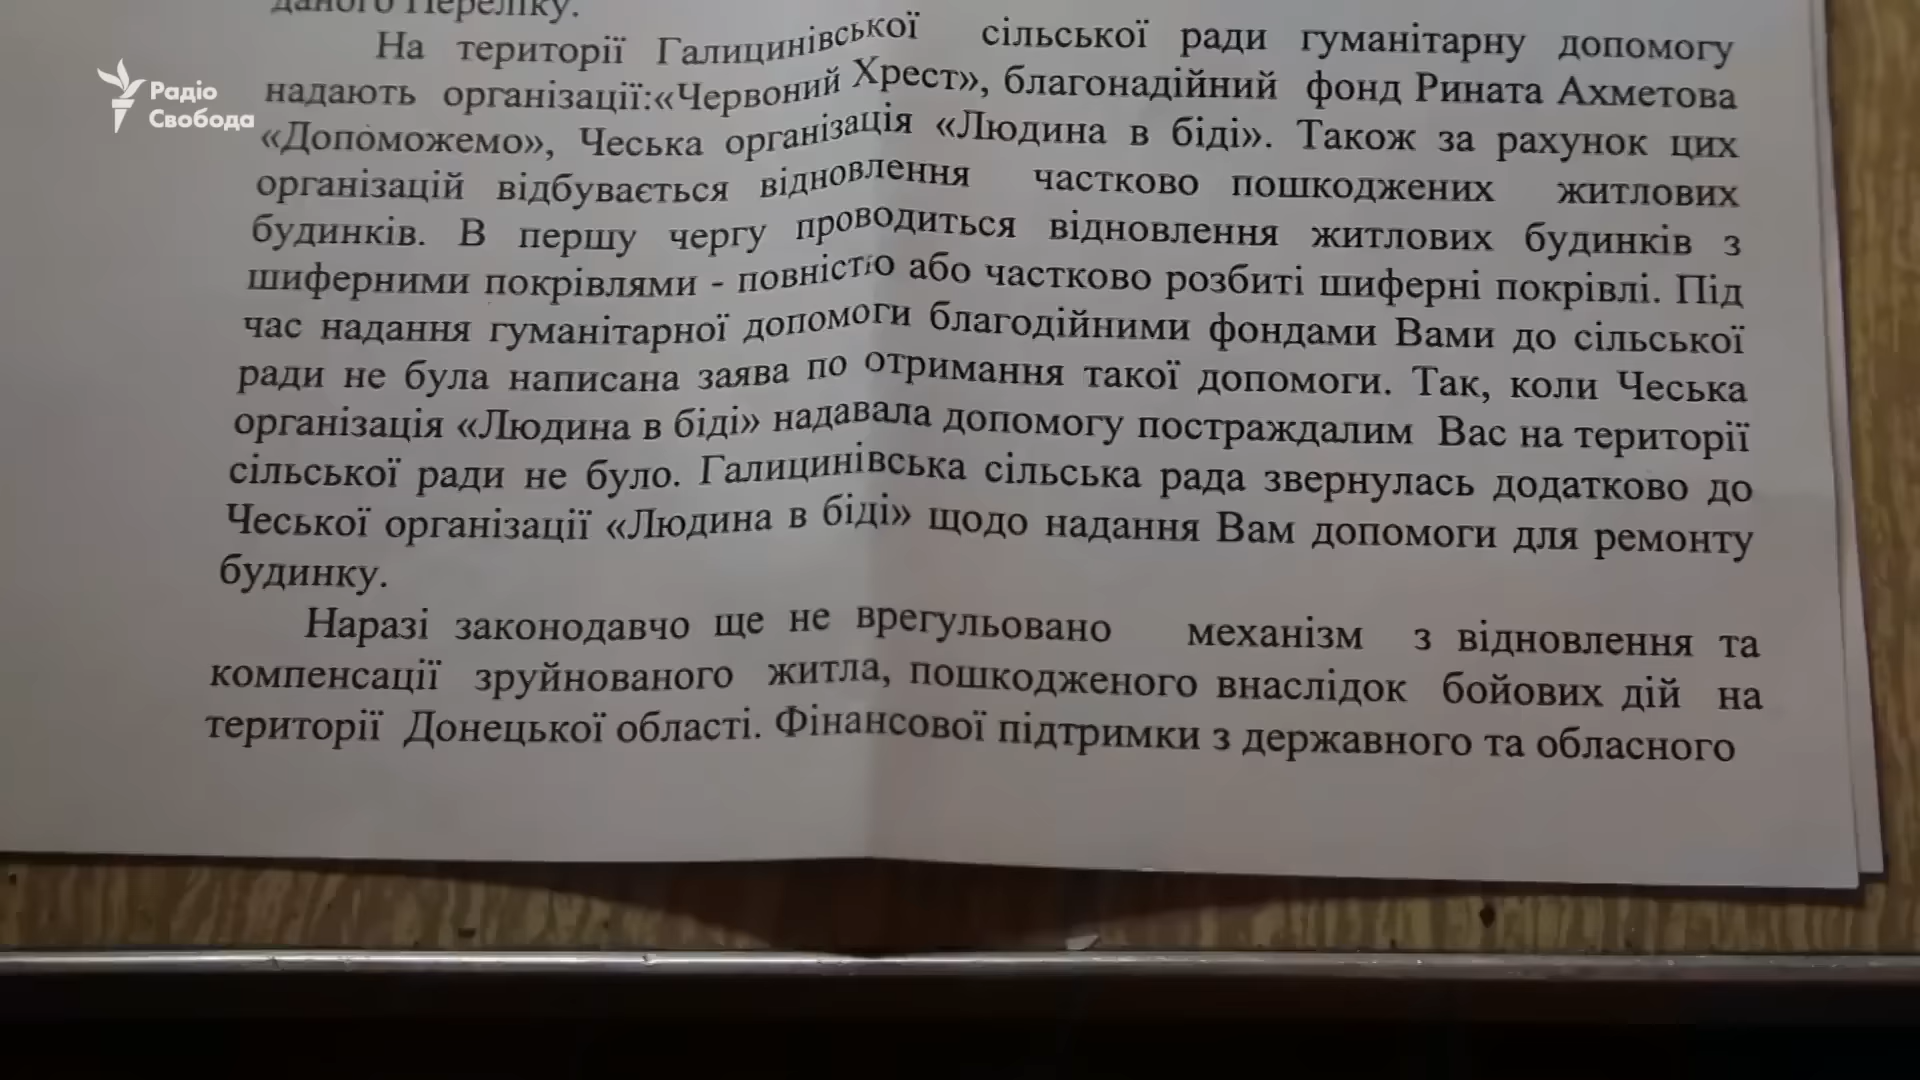 даного Переліку.
На території Галицинівської сільської ради гуманітарну допомогу
надають організації:«Червоний Хрест», благонадійний фонд Рината Ахметова
«Допоможемо», Чеська організація «Людина в біді». Також за рахунок цих
організацій відбувається відновлення частково пошкоджених житлових
будинків. В першу чергу проводиться відновлення житлових будинків з
шиферними покрівлями - повністю або частково розбиті шиферні покрівлі. Під
час надання гуманітарної допомоги благодійними фондами Вами до сільської
ради не була написана заява по отримання такої допомоги. Так, коли Чеська
організація «Людина в біді» надавала допомогу постраждалим Вас на території
сільської ради не було. Галицинівська сільська рада звернулась додатково до
Чеської організації «Людина в біді» щодо надання Вам допомоги для ремонту
будинку.
Наразі законодавчо ще не врегульовано механізм з відновлення та
компенсації зруйнованого житла, пошкодженого внаслідок бойових дій на
території Донецької області. Фінансової підтримки з державного та обласного
Радіо
Свобода